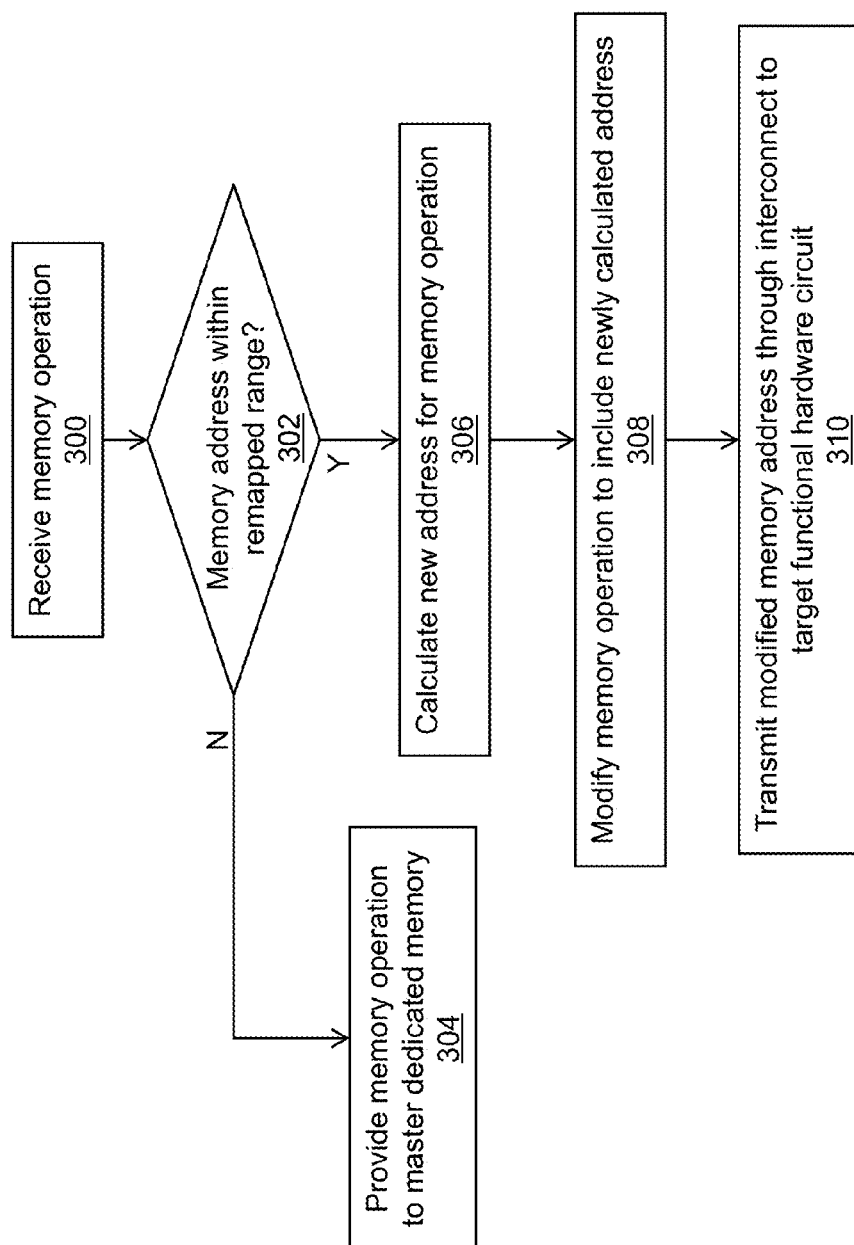 Receive memory operation
300
Memory address within
remapped range?
302
N
Y
Provide memory operation
to master dedicated memory
304
Calculate new address for memory operation
306
Modify memory operation to include newly calculated address
308
Transmit modified memory address through interconnect to
target functional hardware circuit
310